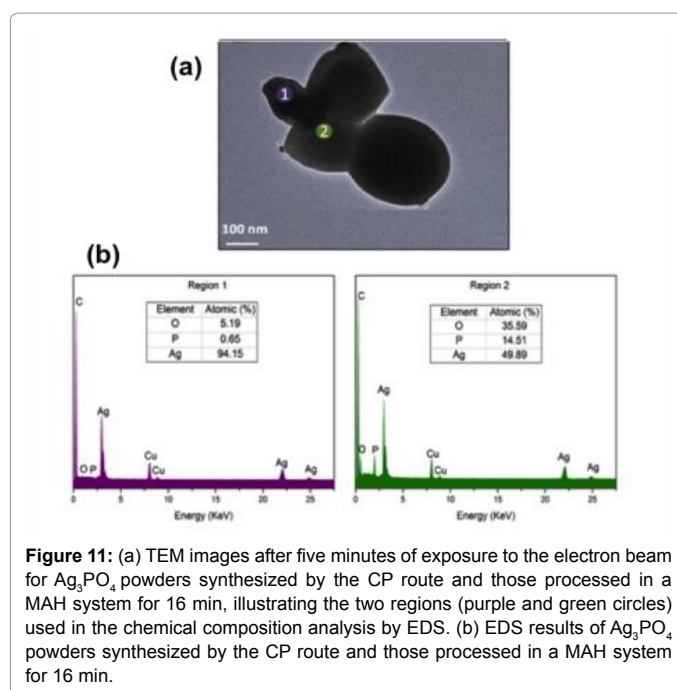 (a)
1
2
100 nm
(b)
Region 1
Element Atomic (%)
O 5.19
P 0.65
Ag 94.15
C
Ag
O P
Cu
Cu
Ag
Ag
0 5 10 15 20 25
Energy (KeV)
Region 2
Element Atomic (%)
O 35.59
P 14.51
Ag 49.89
C
Ag
O P
Cu
Cu
Ag
Ag
0 5 10 15 20 25
Energy (KeV)
Figure 11: (a) TEM images after five minutes of exposure to the electron beam
for Ag₃PO₄ powders synthesized by the CP route and those processed in a
MAH system for 16 min, illustrating the two regions (purple and green circles)
used in the chemical composition analysis by EDS. (b) EDS results of Ag₃PO₄
powders synthesized by the CP route and those processed in a MAH system
for 16 min.